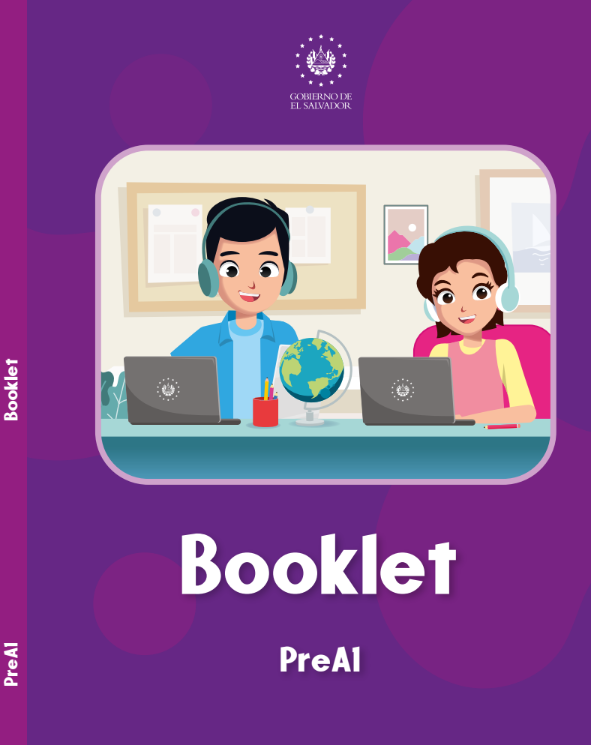 GOBIERNO DE
EL SALVADOR
Booklet
PreA1
Booklet
PreA1